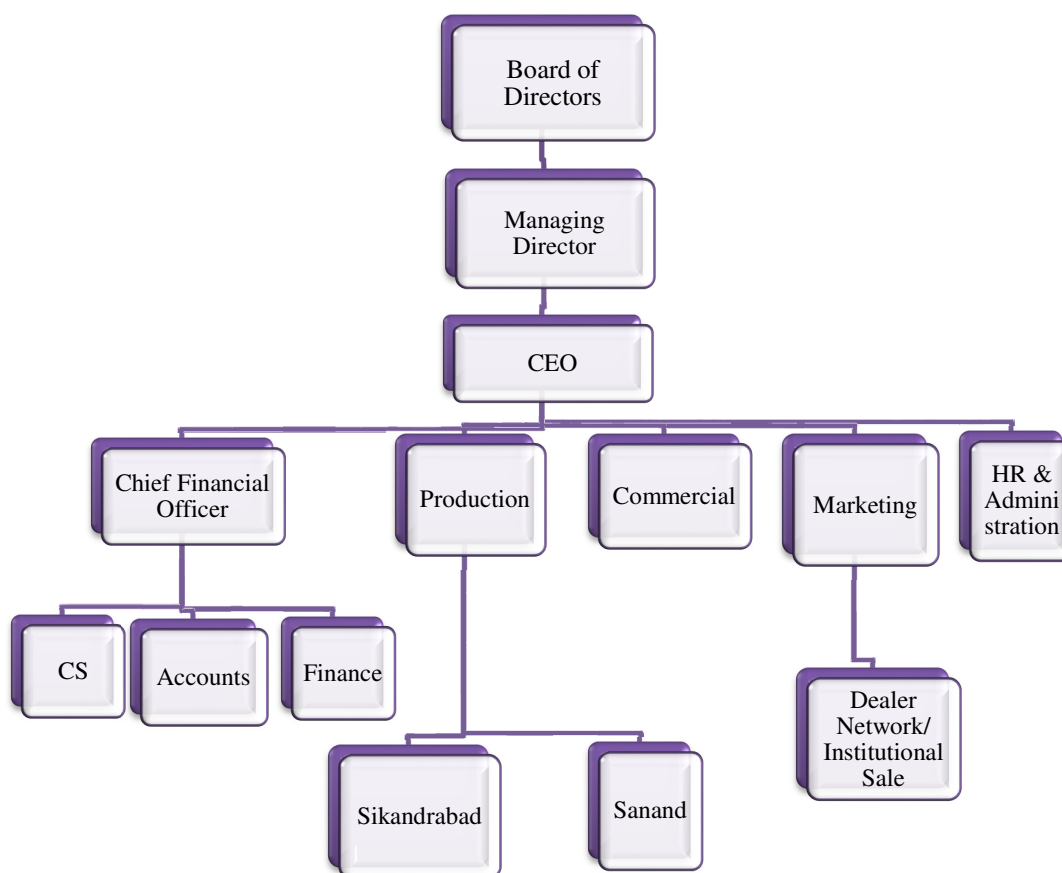 Board of
Directors
Managing
Director
CEO
Chief Financial
Officer
Production
Commercial
Marketing
HR &
Admini
stration
CS
Accounts
Finance
Dealer
Network/
Institutional
Sale
Sikandrabad
Sanand